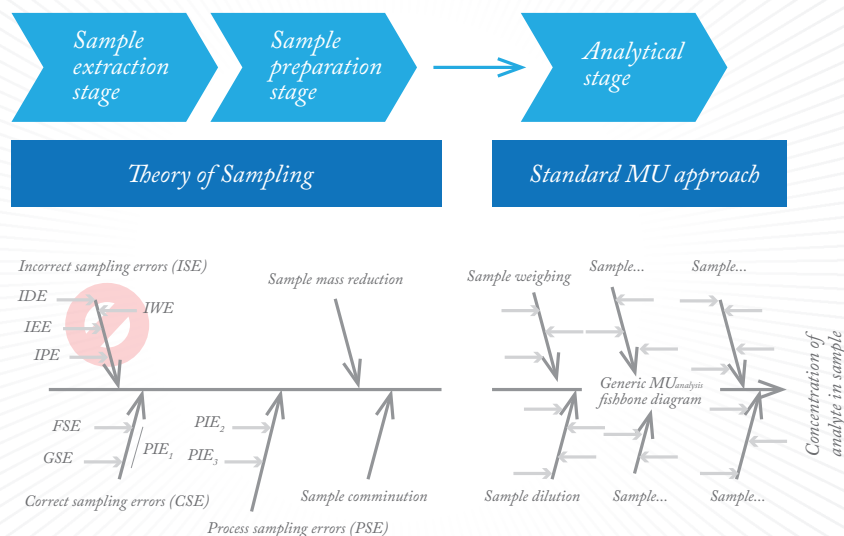 Sample
extraction
stage
Sample
preparation
stage
Analytical
stage
Theory of Sampling
Standard MU approach
Incorrect sampling errors (ISE)
IDE
IWE
IEE
IPE
Sample mass reduction
Sample weighing
Sample...
Sample...
FSE
GSE
PIE1
Correct sampling errors (CSE)
PIE2
PIE3
Process sampling errors (PSE)
Sample comminution
Generic MUanalysis
fishbone diagram
Sample dilution
Sample...
Sample...
Concentration of
analyte in sample